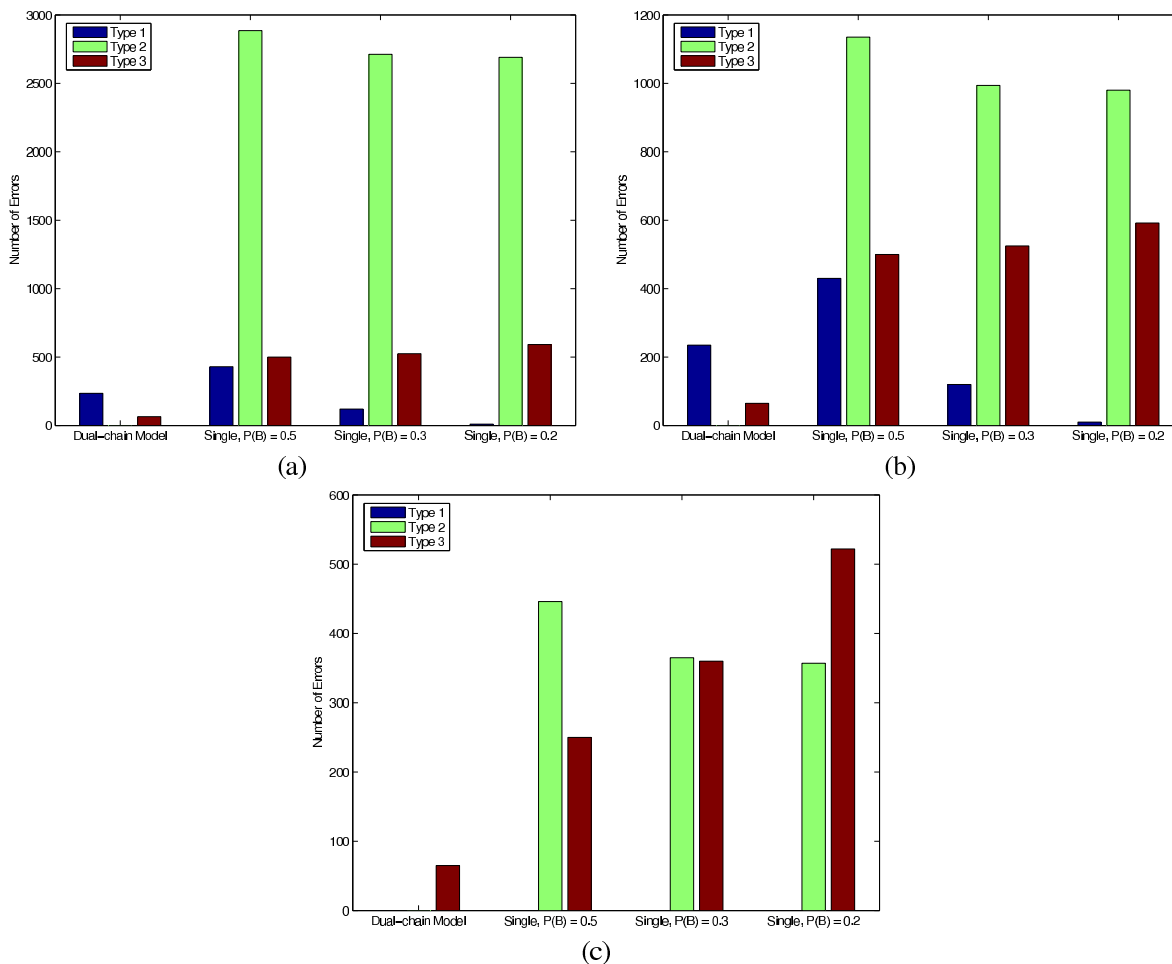 3000
2500
2000
1500
1000
500
0
Number of Errors
Type 1
Type 2
Type 3
Dual-chain Model
Single, P(B) = 0.5
Single, P(B) = 0.3
Single, P(B) = 0.2
(a)
1200
1000
800
600
400
200
0
Number of Errors
Type 1
Type 2
Type 3
Dual-chain Model
Single, P(B) = 0.5
Single, P(B) = 0.3
Single, P(B) = 0.2
(b)
600
500
400
300
200
100
0
Number of Errors
Type 1
Type 2
Type 3
Dual-chain Model
Single, P(B) = 0.5
Single, P(B) = 0.3
Single, P(B) = 0.2
(c)